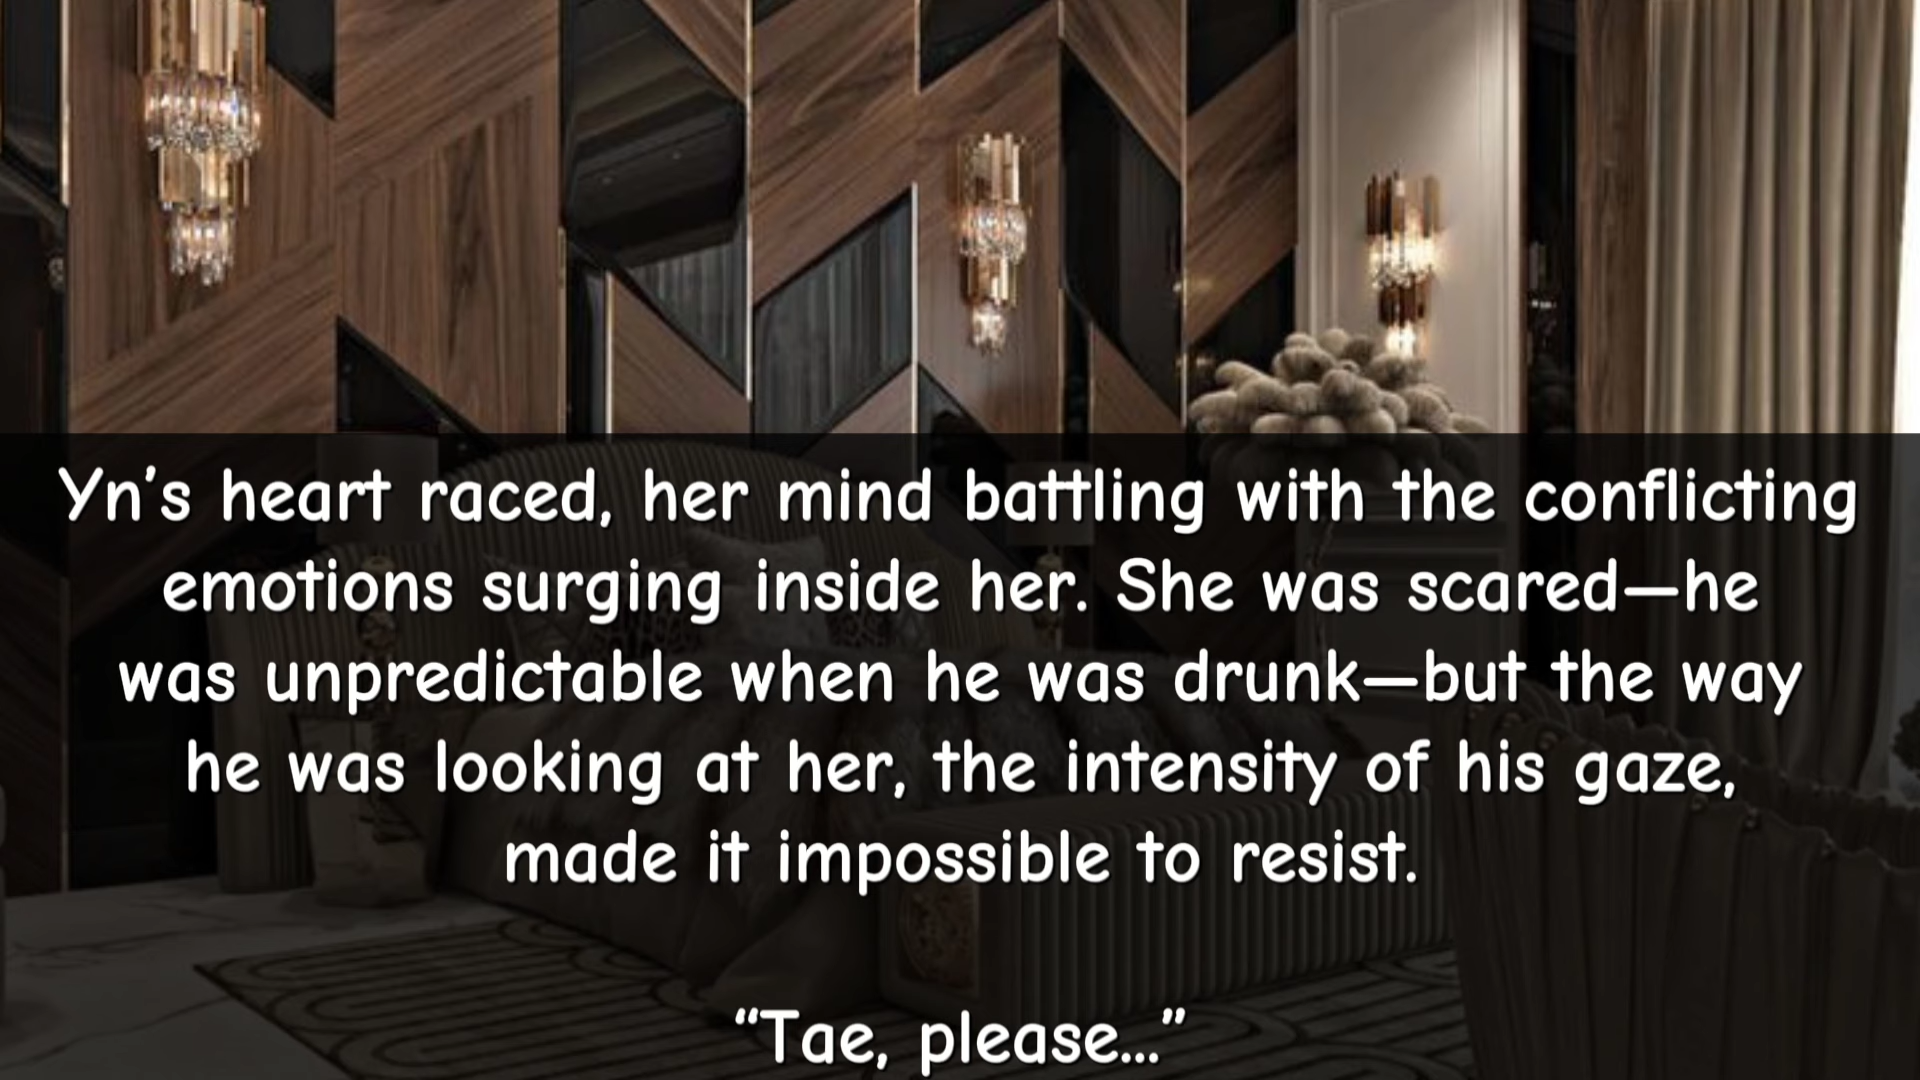 Yn’s heart raced, her mind battling with the conflicting
emotions surging inside her. She was scared—he
was unpredictable when he was drunk—but the way
he was looking at her, the intensity of his gaze,
made it impossible to resist.
“Tae, please...”